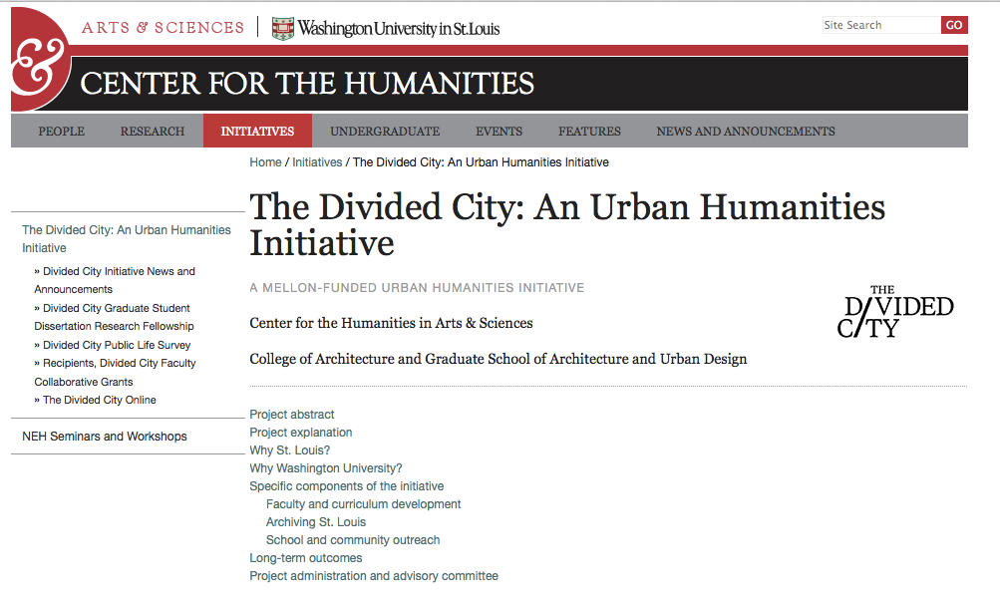 ARTS & SCIENCES
Washington University in St. Louis
Site Search
GO
&
CENTER FOR THE HUMANITIES
PEOPLE
RESEARCH
INITIATIVES
UNDERGRADUATE
EVENTS
FEATURES
NEWS AND ANNOUNCEMENTS
Home / Initiatives / The Divided City: An Urban Humanities Initiative
The Divided City: An Urban Humanities
Initiative
» Divided City Initiative News and
Announcements
» Divided City Graduate Student
Dissertation Research Fellowship
» Divided City Public Life Survey
» Recipients, Divided City Faculty
Collaborative Grants
» The Divided City Online
NEH Seminars and Workshops
The Divided City: An Urban Humanities
Initiative
A MELLON-FUNDED URBAN HUMANITIES INITIATIVE
Center for the Humanities in Arts & Sciences
College of Architecture and Graduate School of Architecture and Urban Design
THE
D/VIDED
C/TY
Project abstract
Project explanation
Why St. Louis?
Why Washington University?
Specific components of the initiative
Faculty and curriculum development
Archiving St. Louis
School and community outreach
Long-term outcomes
Project administration and advisory committee